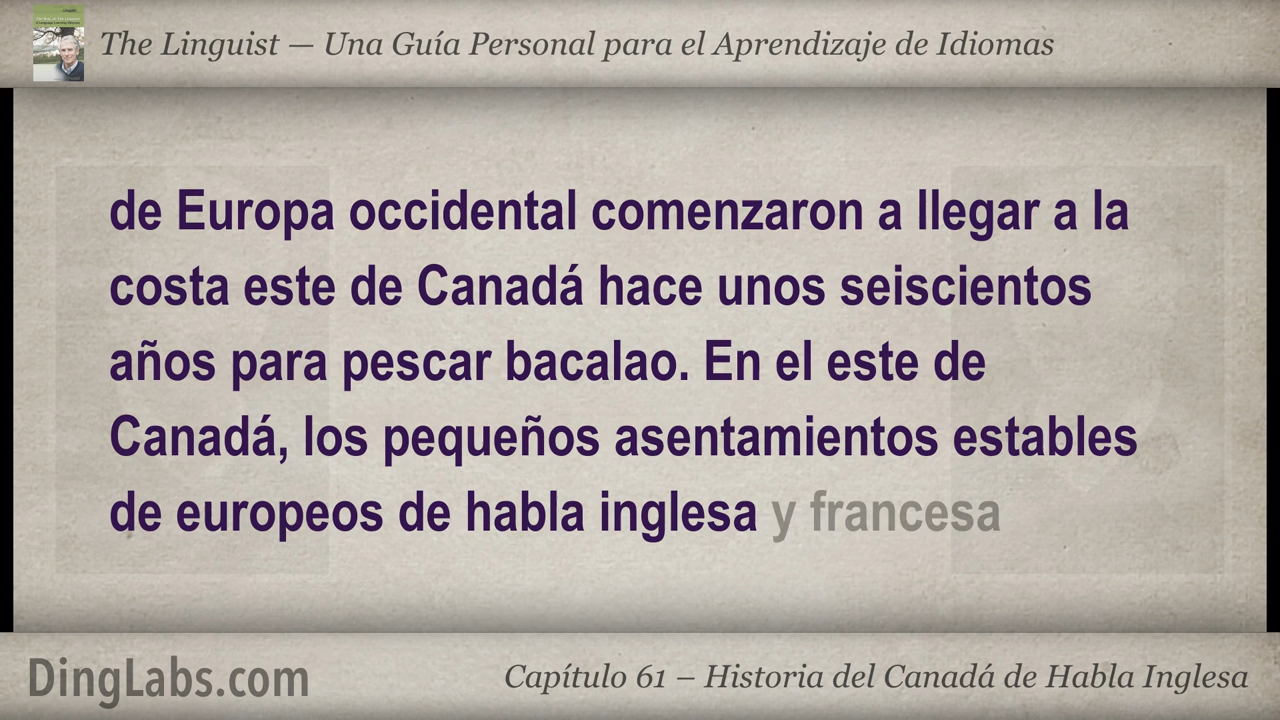 The Linguist — Una Guía Personal para el Aprendizaje de Idiomas
de Europa occidental comenzaron a llegar a la
costa este de Canadá hace unos seiscientos
años para pescar bacalao. En el este de
Canadá, los pequeños asentamientos estables
de europeos de habla inglesa y francesa
DingLabs.com
Capítulo 61 – Historia del Canadá de Habla Inglesa